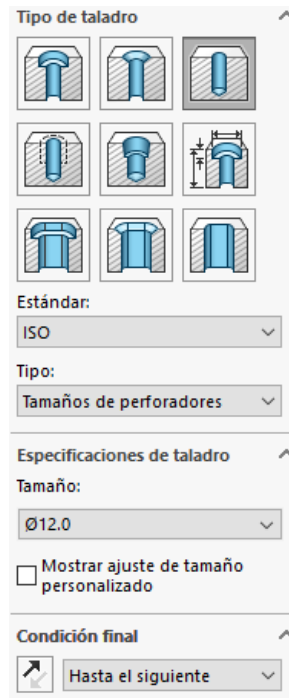 Tipo de taladro
Estándar:
ISO
Tipo:
Tamaños de perforadores
Especificaciones de taladro
Tamaño:
Ø12.0
Mostrar ajuste de tamaño
personalizado
Condición final
Hasta el siguiente